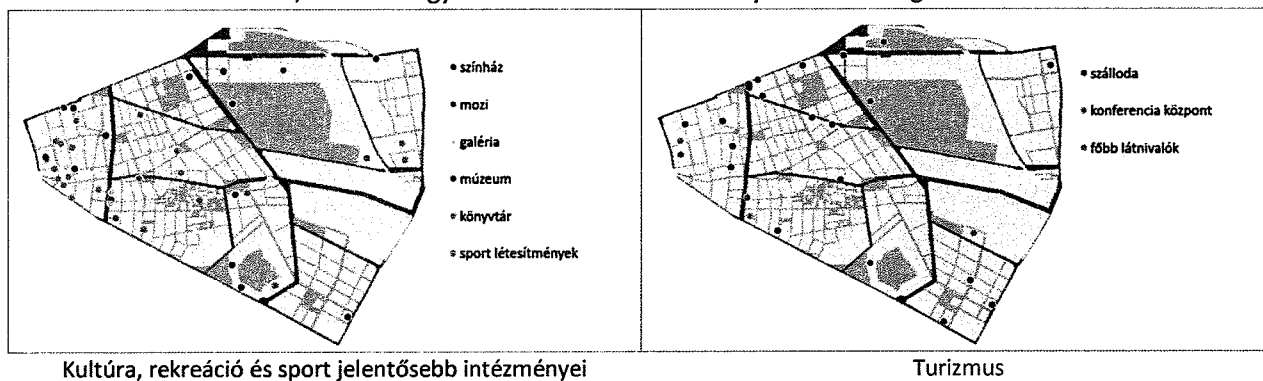 színház
mozi
galéria
múzeum
könyvtár
sport létesítmények
szálloda
konferencia központ
főbb látnivalók
Kultúra, rekreáció és sport jelentősebb intézményei
Turizmus